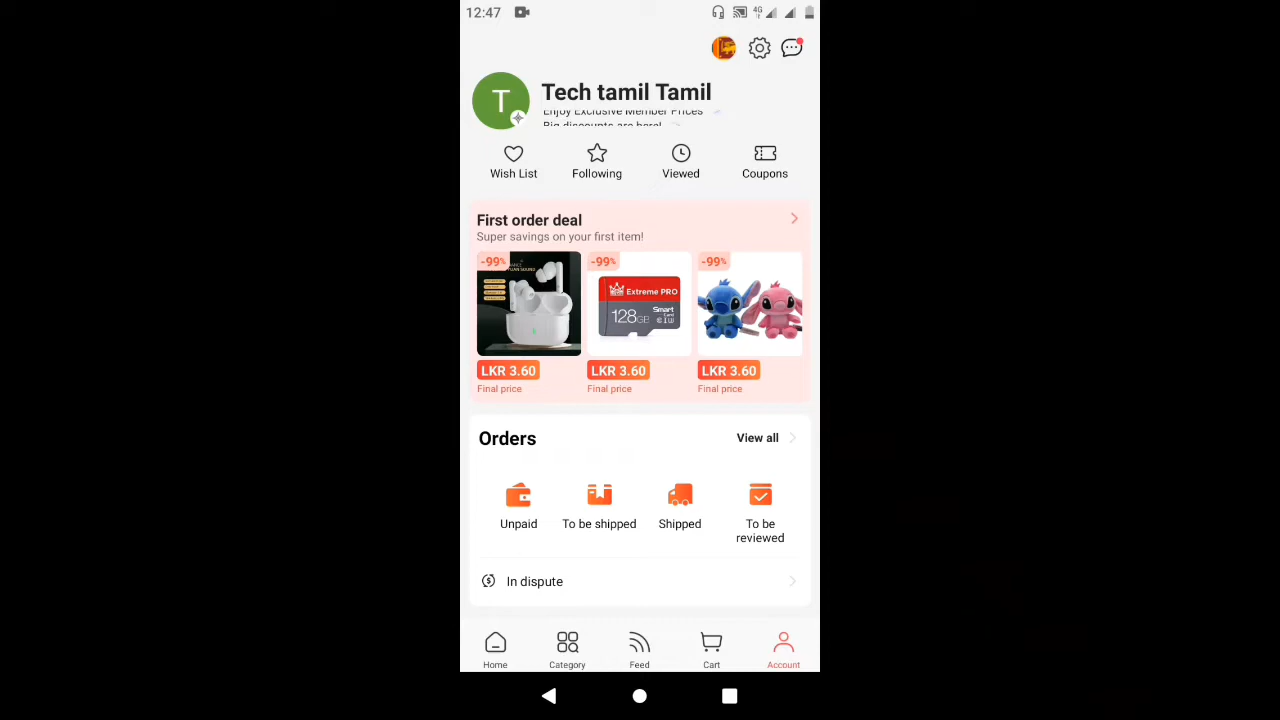 12:47
4G
T
Tech tamil Tamil
Enjoy Exclusive Member Prices
Big discounts are here!
Wish List
Following
Viewed
Coupons
First order deal
Super savings on your first item!
-99%
-99%
-99%
Extreme PRO
128GB
Smart
LKR 3.60
LKR 3.60
LKR 3.60
Final price
Final price
Final price
Orders
View all
Unpaid
To be shipped
Shipped
To be
reviewed
In dispute
Home
Category
Feed
Cart
Account